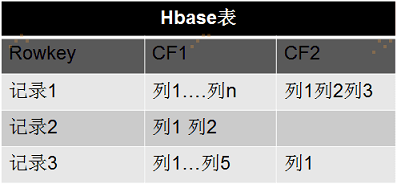 Hbase表
Rowkey CF1 CF2
记录1 列1....列n 列1列2列3
记录2 列1 列2
记录3 列1...列5 列1